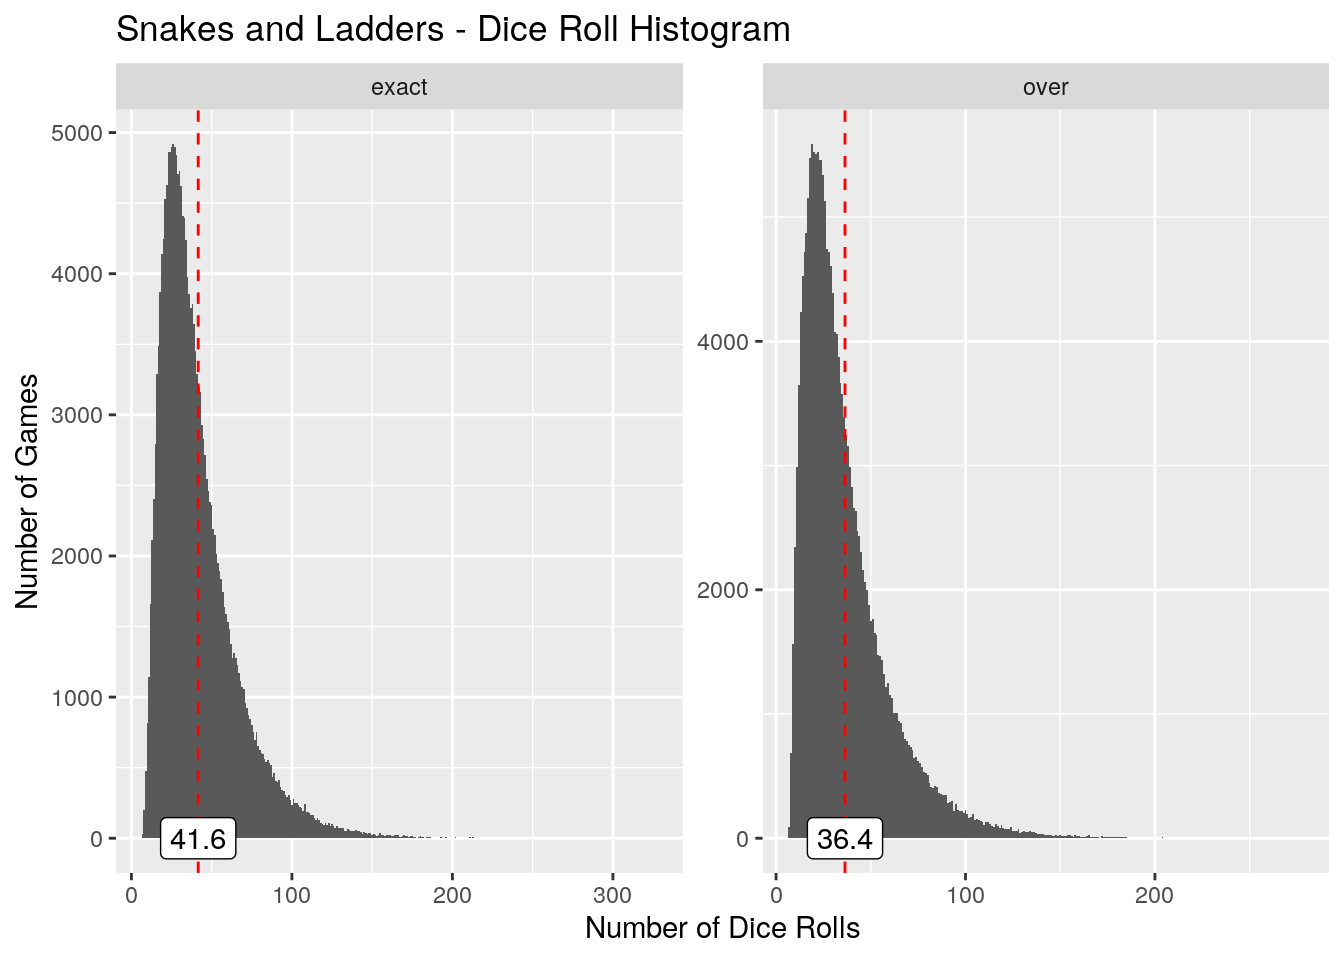 Snakes and Ladders - Dice Roll Histogram
exact
over
Number of Games
5000
4000
3000
2000
1000
0
4000
2000
0
41.6
36.4
0 100 200 300
0 100 200
Number of Dice Rolls